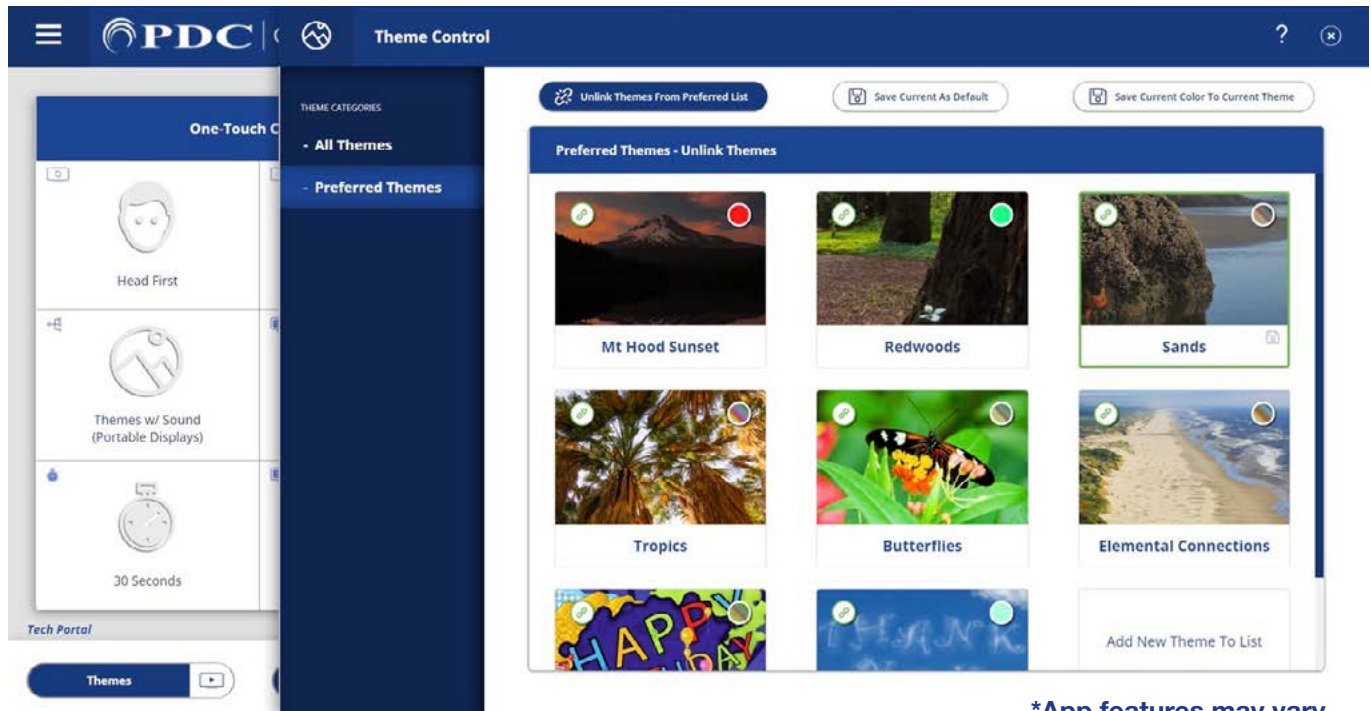 PDC
Theme Control
?
One-Touch C
Head First
Themes w/ Sound
(Portable Displays)
30 Seconds
Tech Portal
Themes
THEME CATEGORIES
- All Themes
- Preferred Themes
Unlink Themes From Preferred List
Save Current As Default
Save Current Color To Current Theme
Preferred Themes - Unlink Themes
Mt Hood Sunset
Redwoods
Sands
Tropics
Butterflies
Elemental Connections
HAPPY
THANK
Add New Theme To List
*App features may vary